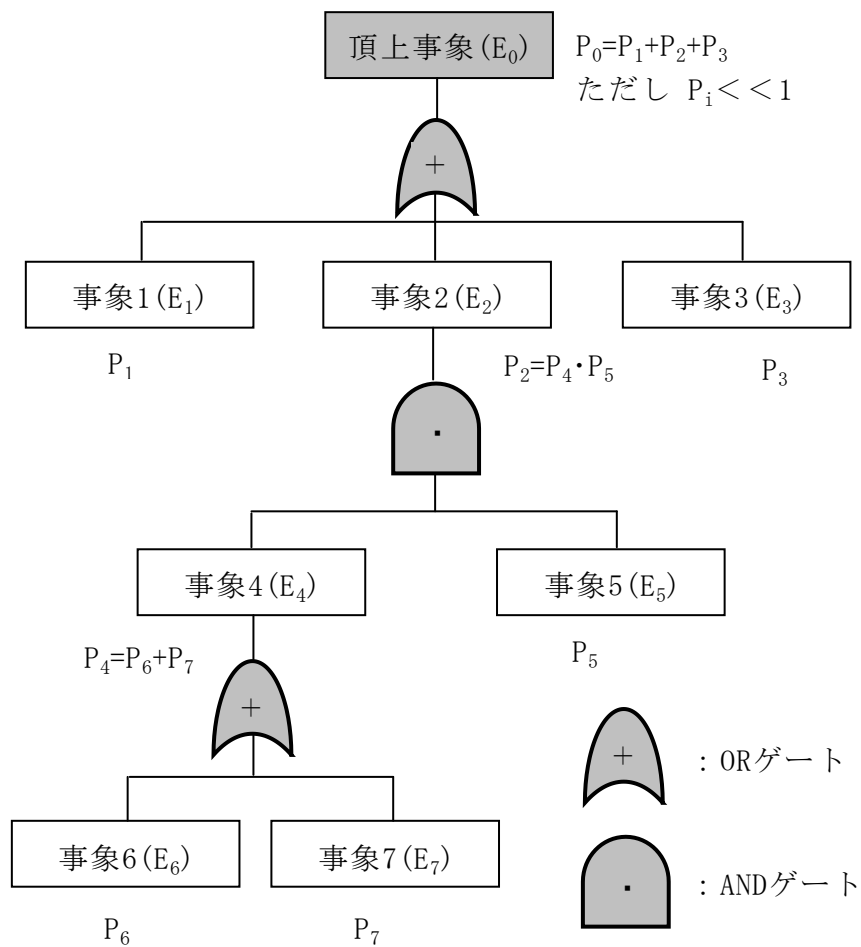 頂上事象(E₀)
P₀=P₁+P₂+P₃
ただし P<sub>i</sub><<1
+
事象1(E₁)
事象2(E₂)
事象3(E₃)
P₁
P₂=P₄・P₅
P₃
・
事象4(E₄)
事象5(E₅)
P₄=P₆+P₇
P₅
+
+
：ORゲート
事象6(E₆)
事象7(E₇)
・
：ANDゲート
P₆
P₇